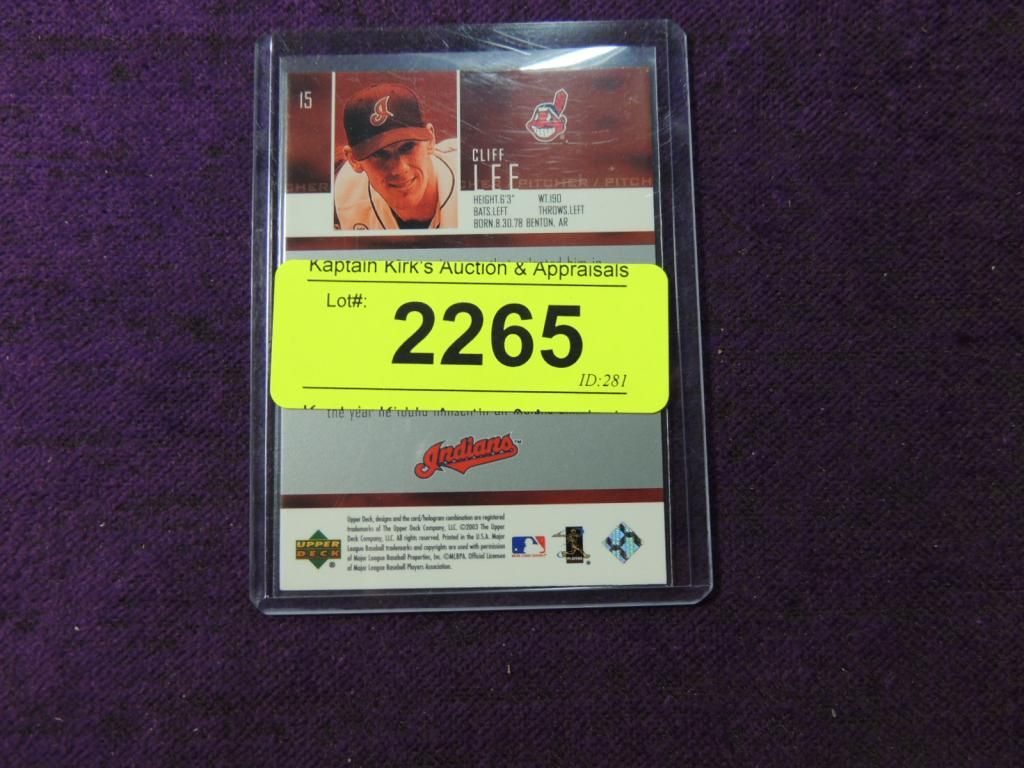 15
CLIFF
LEE
PITCHER / PITCH
HEIGHT.6'3" WT.190
BATS.LEFT THROWS.LEFT
BORN.8.30.78 BENTON, AR
Kaptain Kirk's Auction & Appraisals
Lot#:
2265
ID:281
the year he found himself in an
Indians
Upper Deck, designs and the card/hologram combination are registered
trademarks of The Upper Deck Company, LLC. ©2003 The Upper
Deck Company, LLC. All rights reserved. Printed in the U.S.A. Major
League Baseball trademarks and copyrights are used with permission
of Major League Baseball Properties, Inc. ©MLBPA. Official Licensee
of Major League Baseball Players Association.
UPPER
DECK